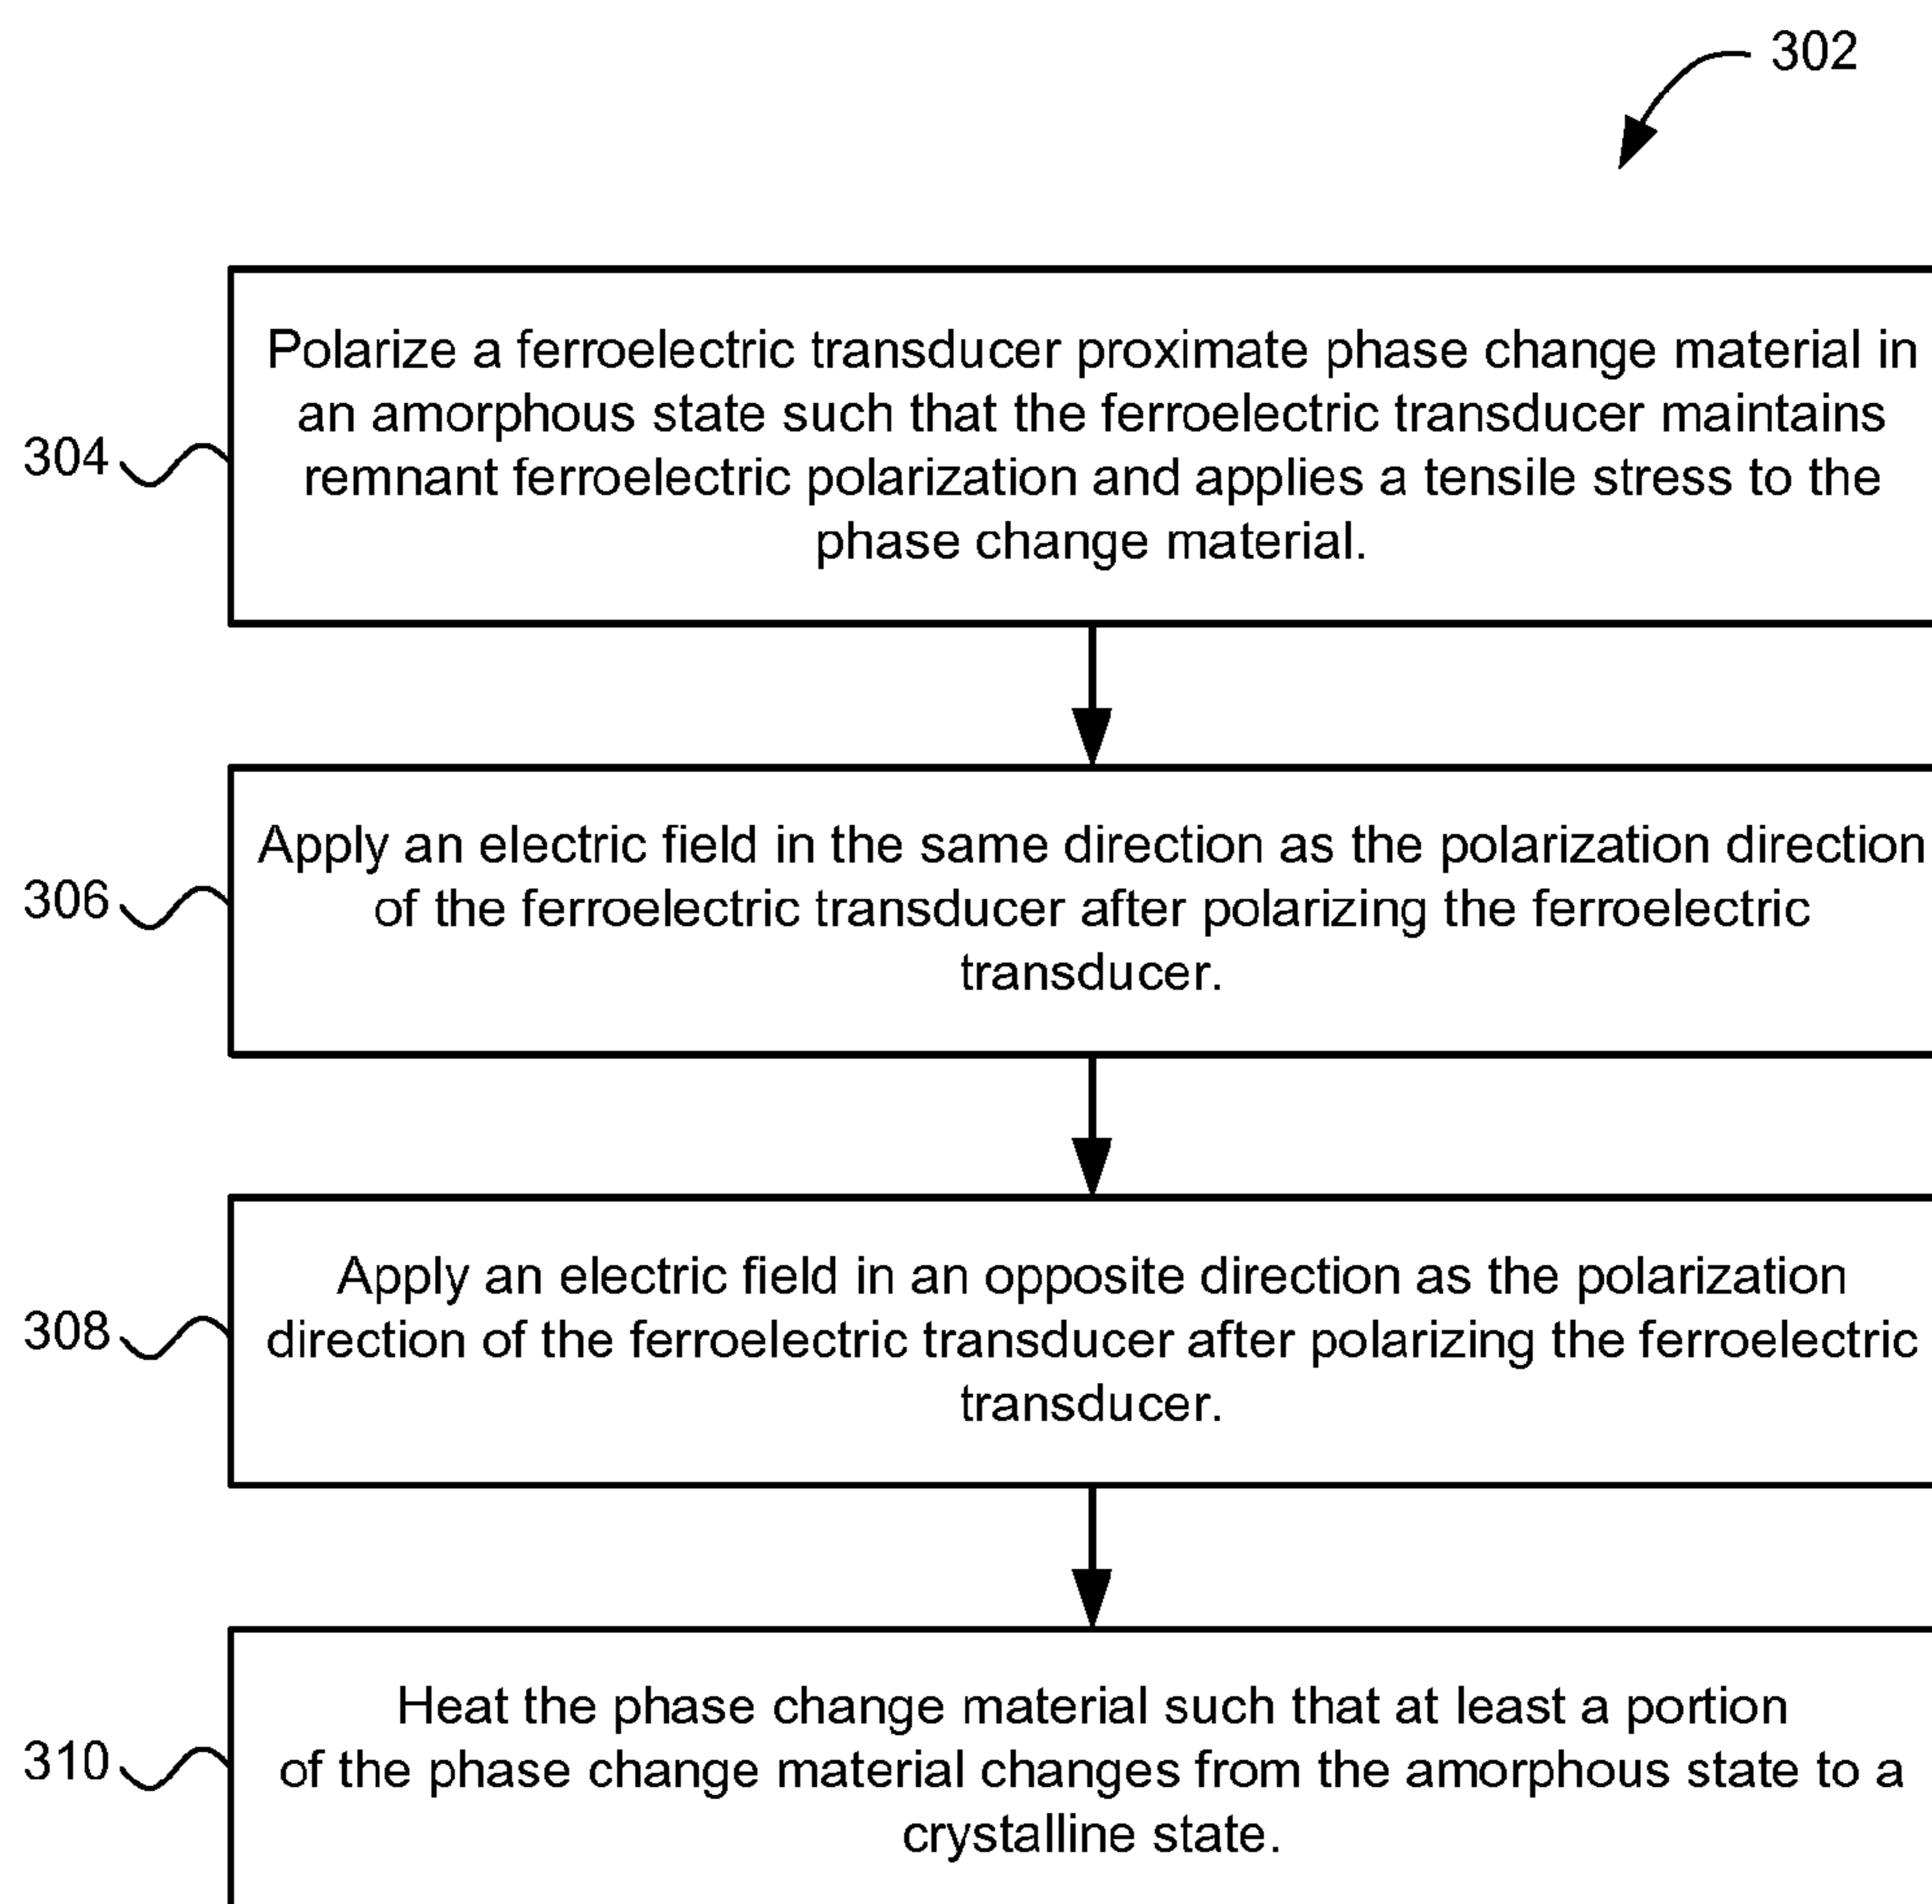 302
304
Polarize a ferroelectric transducer proximate phase change material in
an amorphous state such that the ferroelectric transducer maintains
remnant ferroelectric polarization and applies a tensile stress to the
phase change material.
306
Apply an electric field in the same direction as the polarization direction
of the ferroelectric transducer after polarizing the ferroelectric
transducer.
308
Apply an electric field in an opposite direction as the polarization
direction of the ferroelectric transducer after polarizing the ferroelectric
transducer.
310
Heat the phase change material such that at least a portion
of the phase change material changes from the amorphous state to a
crystalline state.